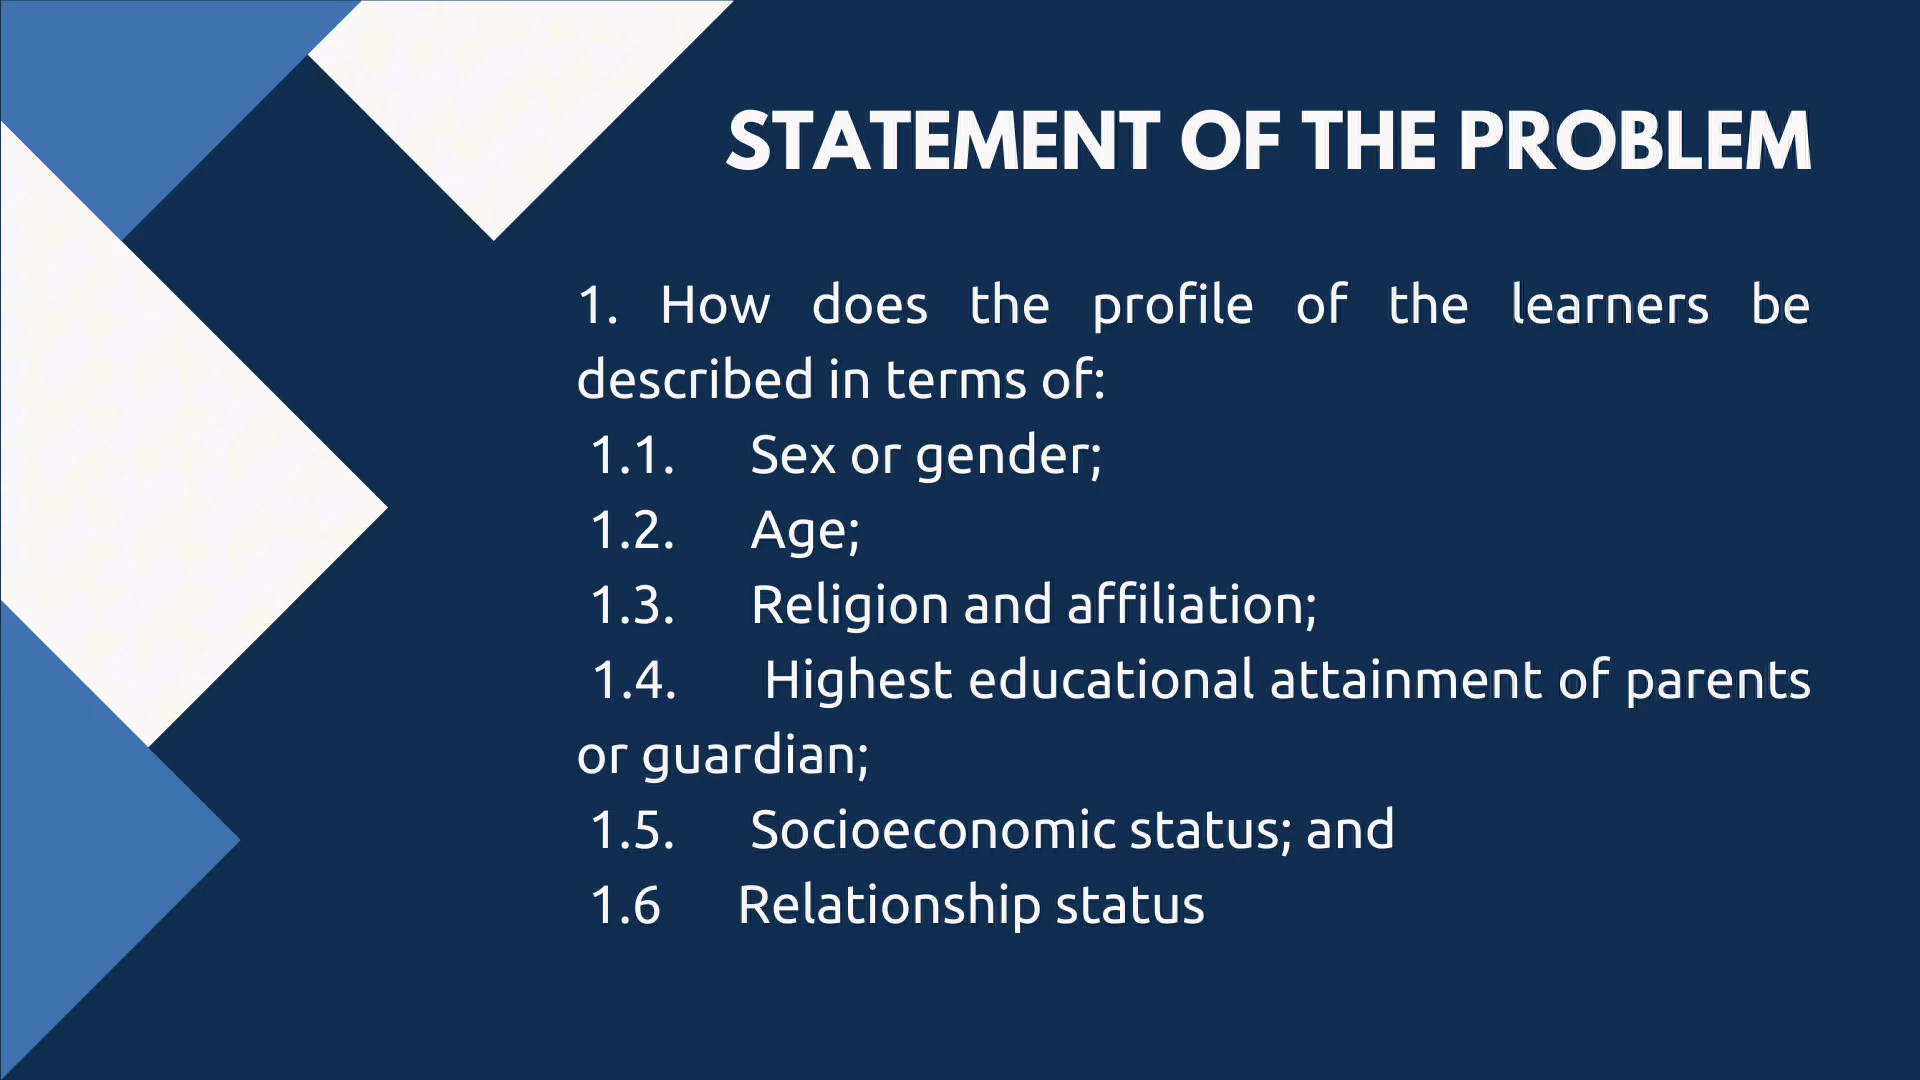 STATEMENT OF THE PROBLEM
1. How does the profile of the learners be
described in terms of:
1.1. Sex or gender;
1.2. Age;
1.3. Religion and affiliation;
1.4. Highest educational attainment of parents
or guardian;
1.5. Socioeconomic status; and
1.6 Relationship status